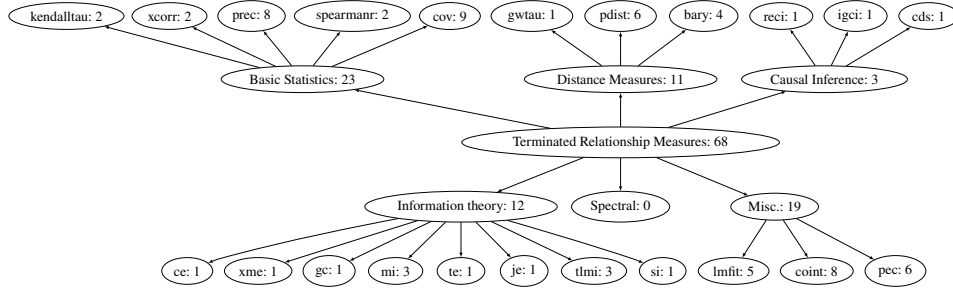 kendalltau: 2
xcorr: 2
prec: 8
spearmanr: 2
cov: 9
gwtau: 1
pdist: 6
bary: 4
reci: 1
igci: 1
cds: 1
Basic Statistics: 23
Distance Measures: 11
Causal Inference: 3
Terminated Relationship Measures: 68
Information theory: 12
Spectral: 0
Misc.: 19
ce: 1
xme: 1
gc: 1
mi: 3
te: 1
je: 1
tlmi: 3
si: 1
lmfit: 5
coint: 8
pec: 6